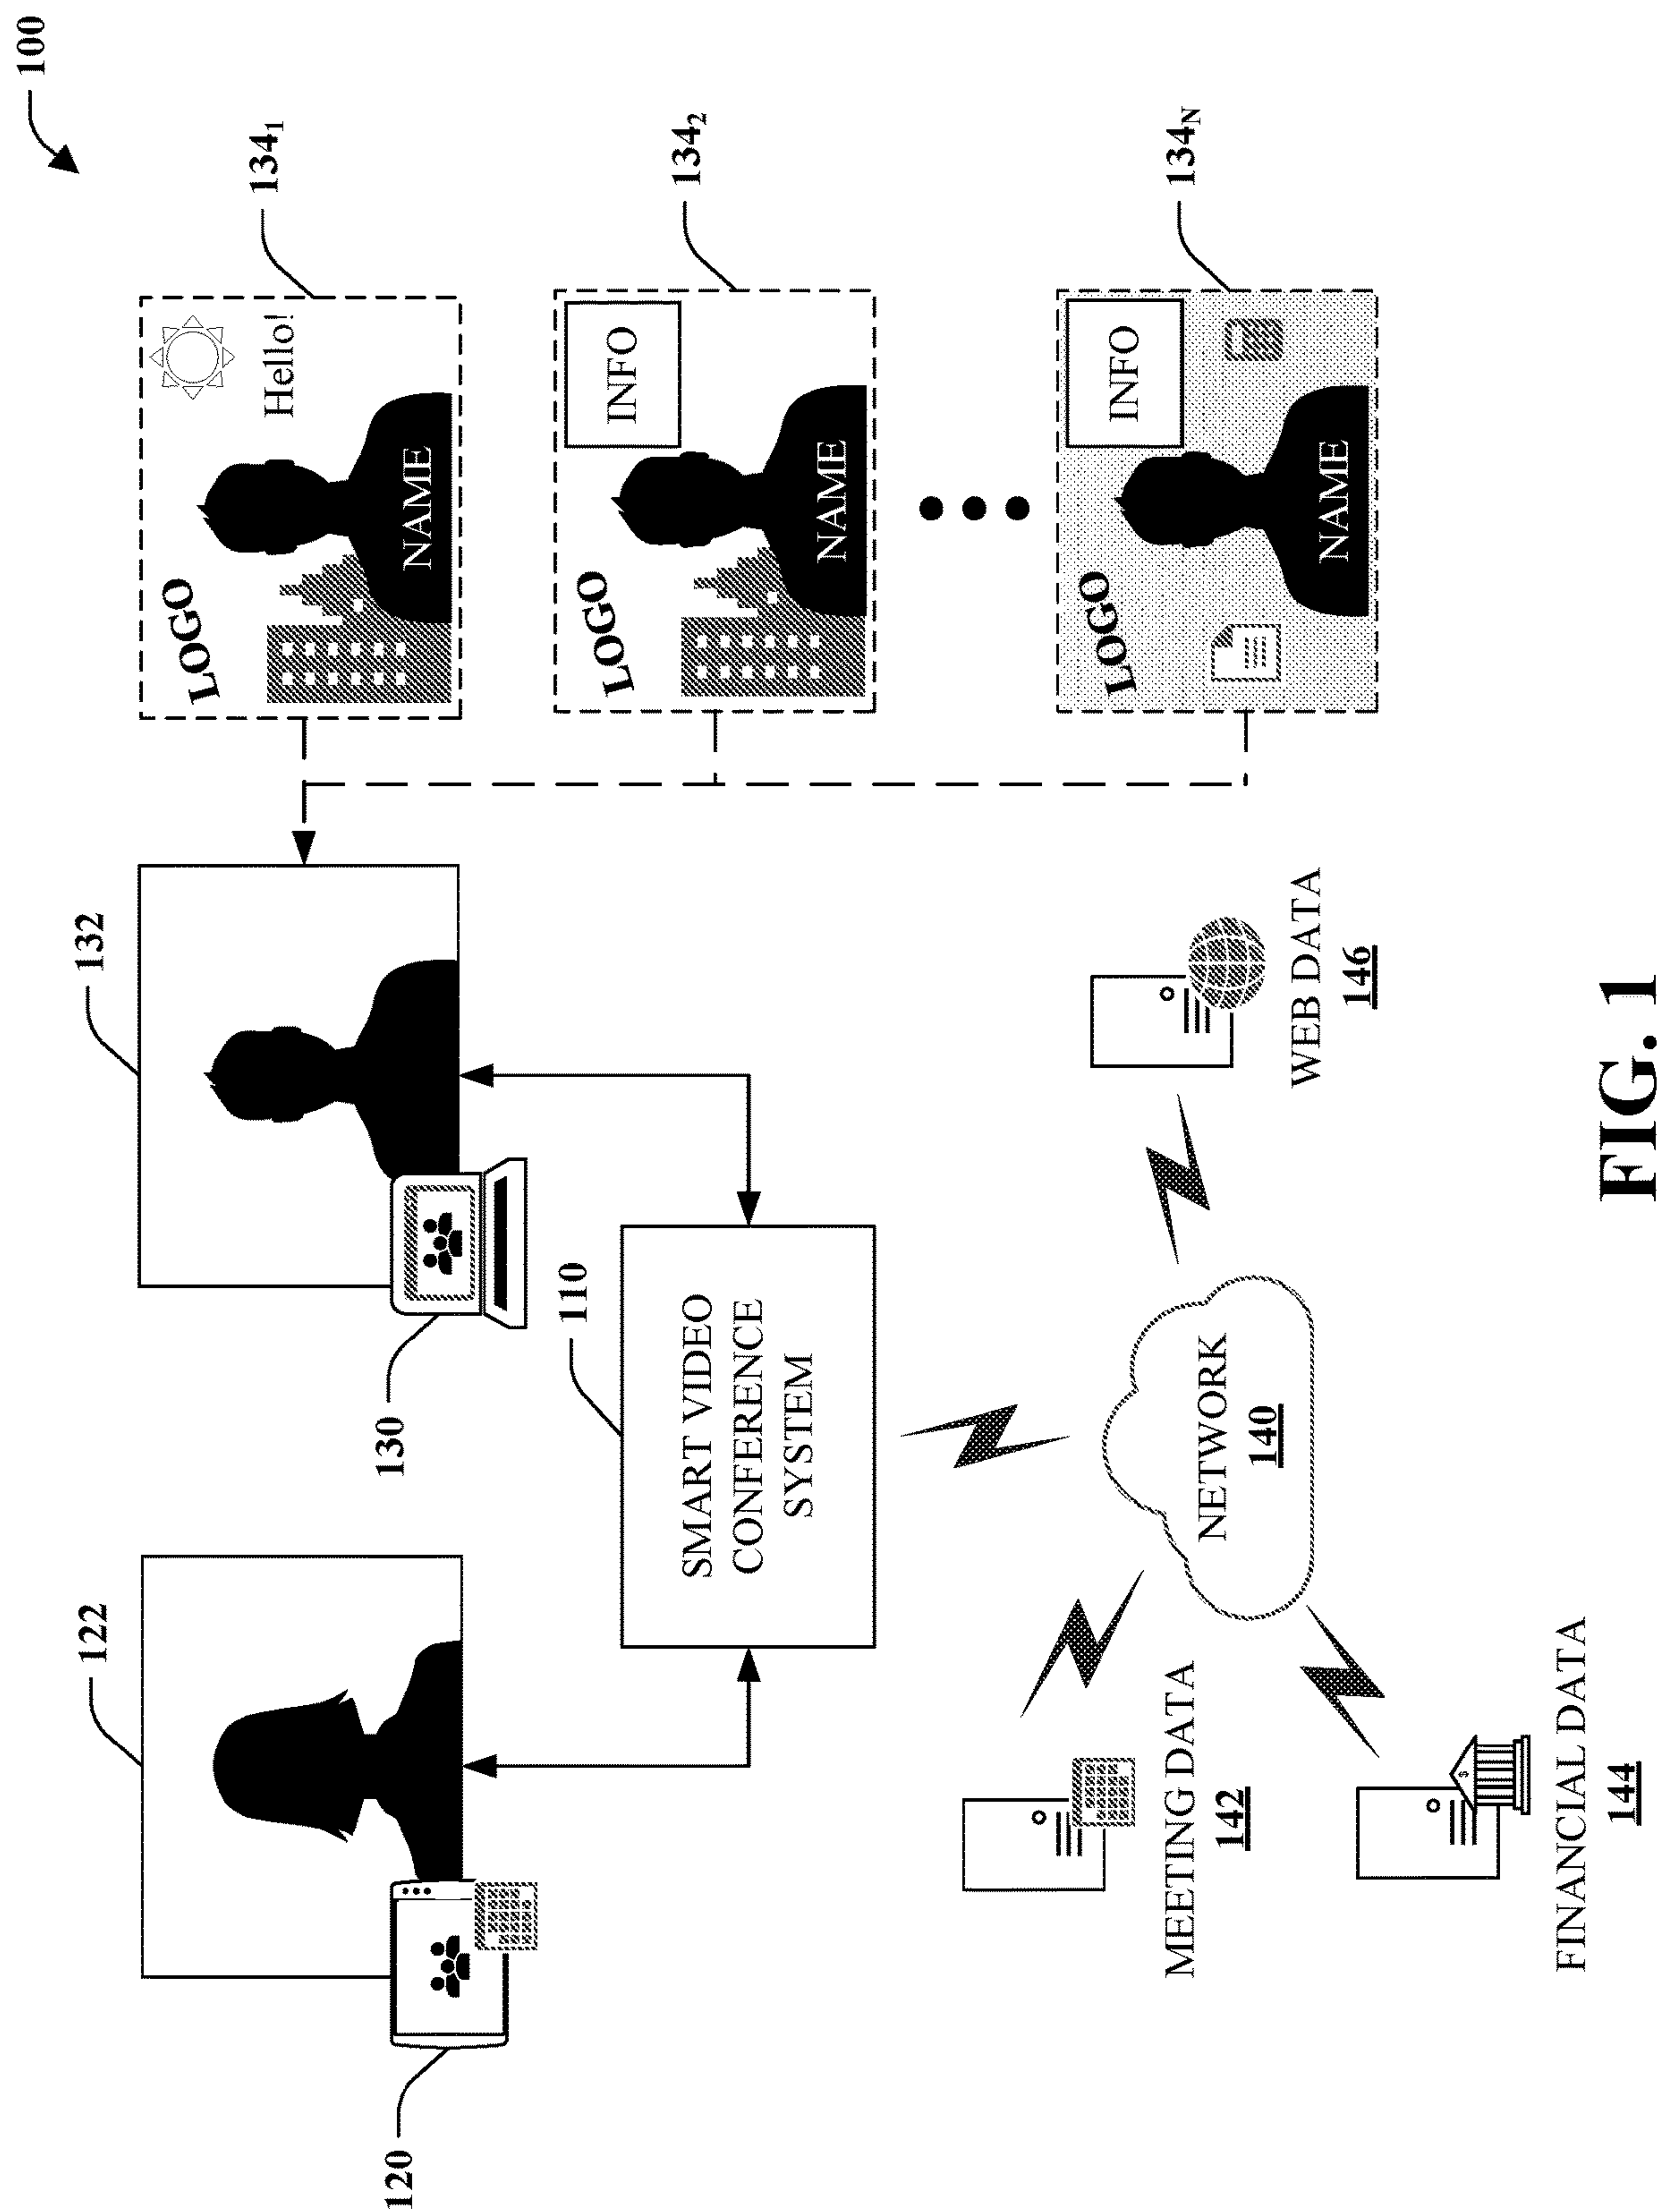 100
122
132
134₁
LOGO
Hello!
NAME
120
130
110
134₂
LOGO
INFO
NAME
SMART VIDEO
CONFERENCE
SYSTEM
134N
LOGO
INFO
NAME
NETWORK
140
MEETING DATA
142
WEB DATA
146
$
FINANCIAL DATA
144
FIG. 1